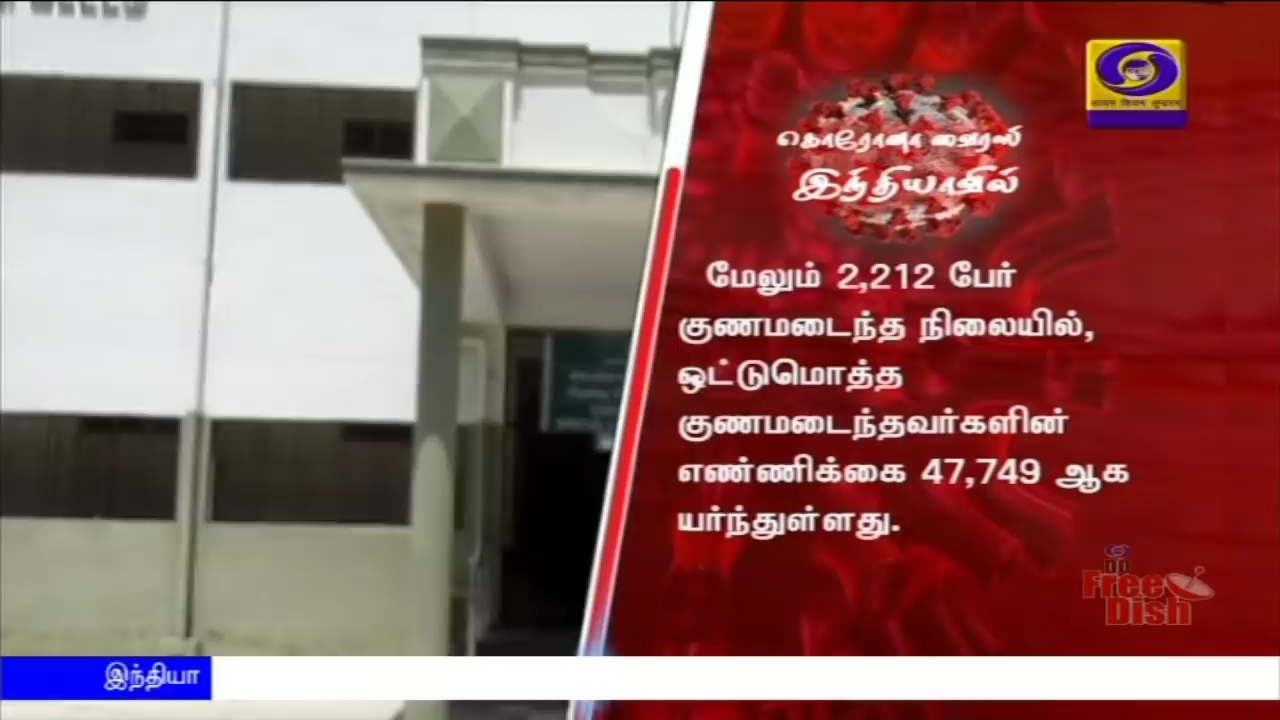 கொரோனா வைரஸ்
இந்தியாவில்
மேலும் 2,212 பேர்
குணமடைந்த நிலையில்,
ஒட்டுமொத்த
குணமடைந்தவர்களின்
எண்ணிக்கை 47,749 ஆக
யர்ந்துள்ளது.
DD
Free
Dish
இந்தியா